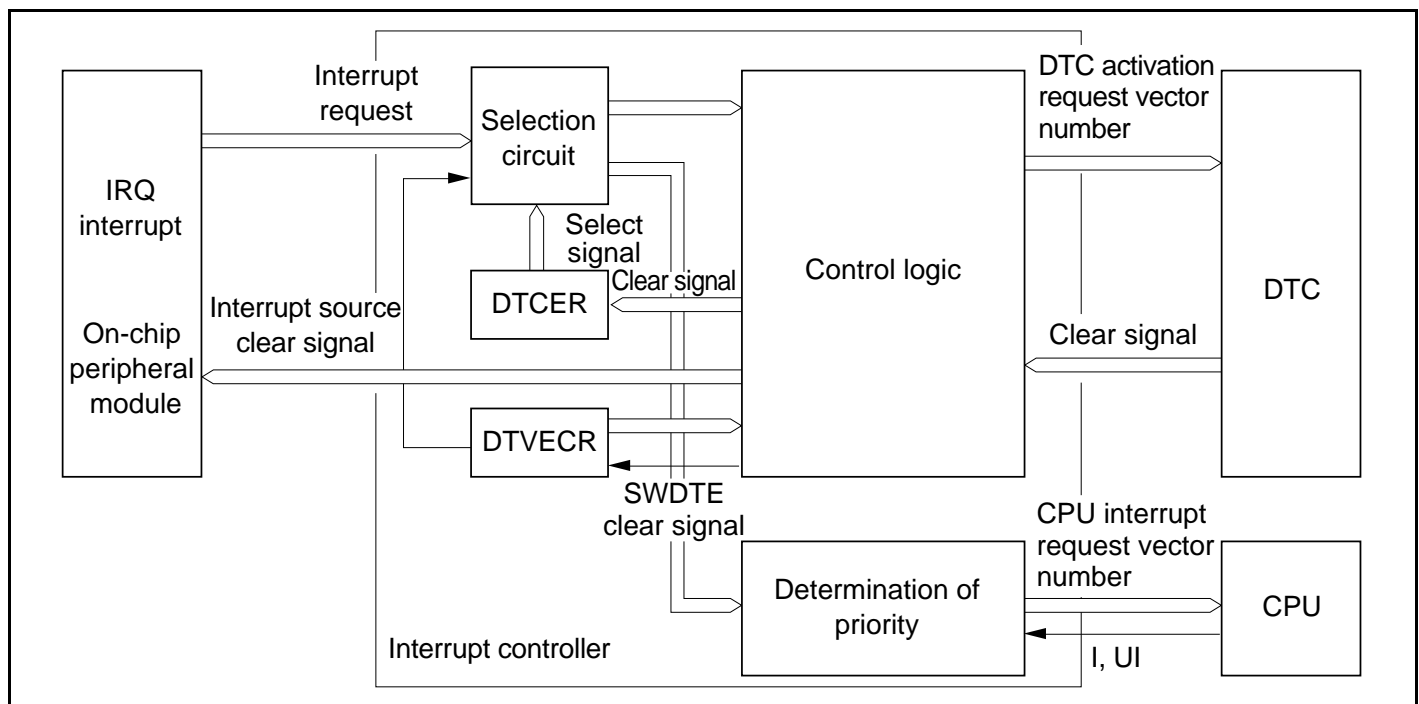 Interrupt
request
Selection
circuit
DTC activation
request vector
number
IRQ
interrupt
On-chip
peripheral
module
Select
signal
Clear signal
DTCER
Control logic
DTC
Interrupt source
clear signal
Clear signal
DTVECR
SWDTE
clear signal
CPU interrupt
request vector
number
Determination of
priority
CPU
I, UI
Interrupt controller